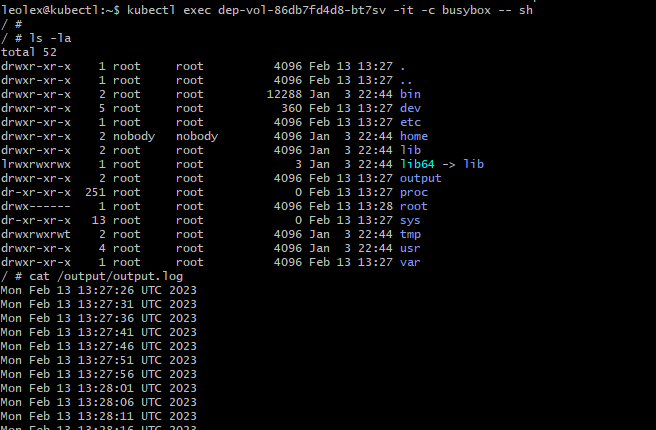 leolex@kubectl:~$ kubectl exec dep-vol-86db7fd4d8-bt7sv -it -c busybox -- sh
/ #
/ # ls -la
total 52
drwxr-xr-x    1 root     root          4096 Feb 13 13:27 .
drwxr-xr-x    1 root     root          4096 Feb 13 13:27 ..
drwxr-xr-x    2 root     root         12288 Jan  3 22:44 bin
drwxr-xr-x    5 root     root           360 Feb 13 13:27 dev
drwxr-xr-x    1 root     root          4096 Feb 13 13:27 etc
drwxr-xr-x    2 nobody   nobody        4096 Jan  3 22:44 home
drwxr-xr-x    2 root     root          4096 Jan  3 22:44 lib
lrwxrwxrwx    1 root     root             3 Jan  3 22:44 lib64 -> lib
drwxr-xr-x    2 root     root          4096 Feb 13 13:27 output
dr-xr-xr-x  251 root     root             0 Feb 13 13:27 proc
drwx------    1 root     root          4096 Feb 13 13:28 root
dr-xr-xr-x   13 root     root             0 Feb 13 13:27 sys
drwxrwxrwt    2 root     root          4096 Jan  3 22:44 tmp
drwxr-xr-x    4 root     root          4096 Jan  3 22:44 usr
drwxr-xr-x    1 root     root          4096 Feb 13 13:27 var
/ # cat /output/output.log
Mon Feb 13 13:27:26 UTC 2023
Mon Feb 13 13:27:31 UTC 2023
Mon Feb 13 13:27:36 UTC 2023
Mon Feb 13 13:27:41 UTC 2023
Mon Feb 13 13:27:46 UTC 2023
Mon Feb 13 13:27:51 UTC 2023
Mon Feb 13 13:27:56 UTC 2023
Mon Feb 13 13:28:01 UTC 2023
Mon Feb 13 13:28:06 UTC 2023
Mon Feb 13 13:28:11 UTC 2023
Mon Feb 13 13:28:16 UTC 2023